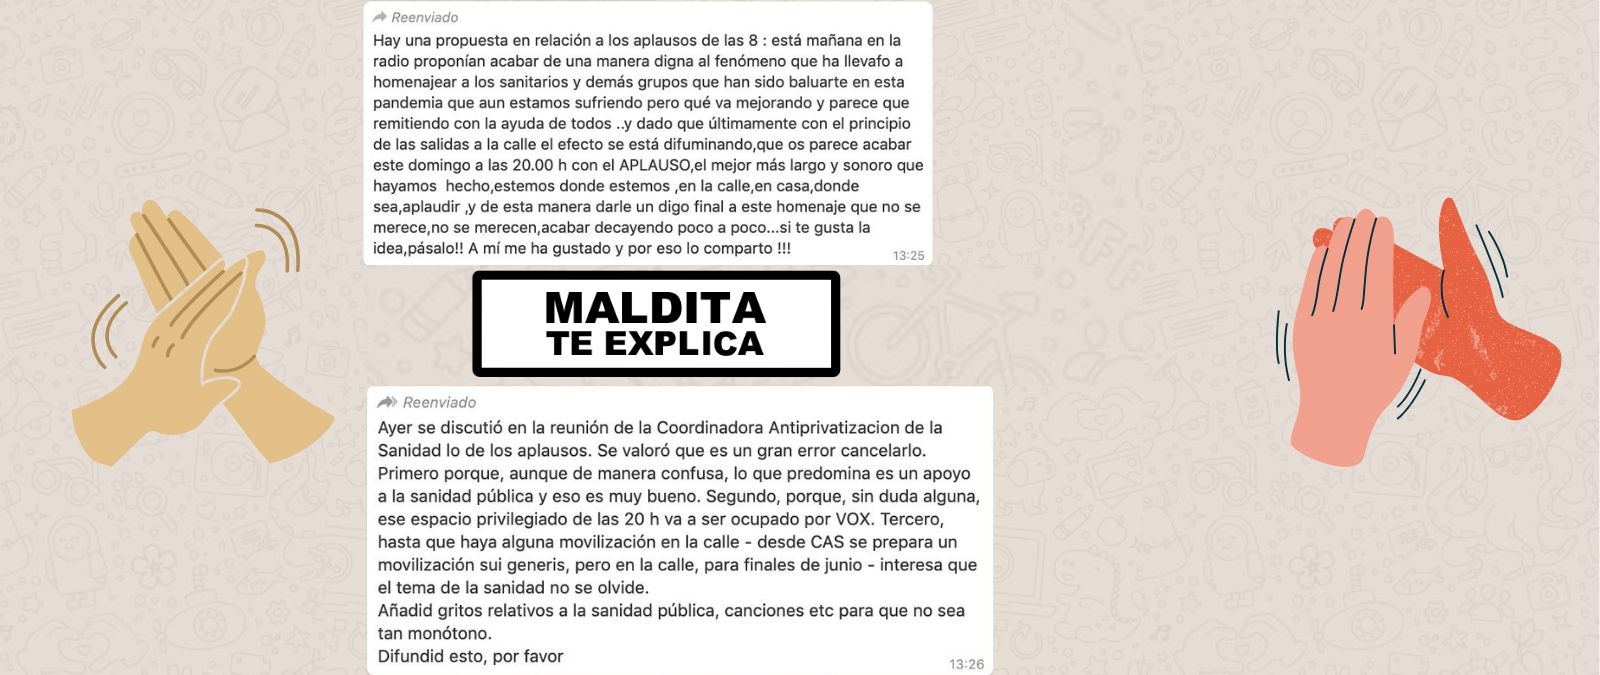 Reenviado
Hay una propuesta en relación a los aplausos de las 8 : está mañana en la
radio proponían acabar de una manera digna al fenómeno que ha llevafo a
homenajear a los sanitarios y demás grupos que han sido baluarte en esta
pandemia que aun estamos sufriendo pero qué va mejorando y parece que
remitiendo con la ayuda de todos ..y dado que últimamente con el principio
de las salidas a la calle el efecto se está difuminando,que os parece acabar
este domingo a las 20.00 h con el APLAUSO,el mejor más largo y sonoro que
hayamos  hecho,estemos donde estemos ,en la calle,en casa,donde
sea,aplaudir ,y de esta manera darle un digo final a este homenaje que no se
merece,no se merecen,acabar decayendo poco a poco...si te gusta la
idea,pásalo!! A mí me ha gustado y por eso lo comparto !!!
13:25
MALDITA
TE EXPLICA
Reenviado
Ayer se discutió en la reunión de la Coordinadora Antiprivatizacion de la
Sanidad lo de los aplausos. Se valoró que es un gran error cancelarlo.
Primero porque, aunque de manera confusa, lo que predomina es un apoyo
a la sanidad pública y eso es muy bueno. Segundo, porque, sin duda alguna,
ese espacio privilegiado de las 20 h va a ser ocupado por VOX. Tercero,
hasta que haya alguna movilización en la calle - desde CAS se prepara un
movilización sui generis, pero en la calle, para finales de junio - interesa que
el tema de la sanidad no se olvide.
Añadid gritos relativos a la sanidad pública, canciones etc para que no sea
tan monótono.
Difundid esto, por favor
13:26